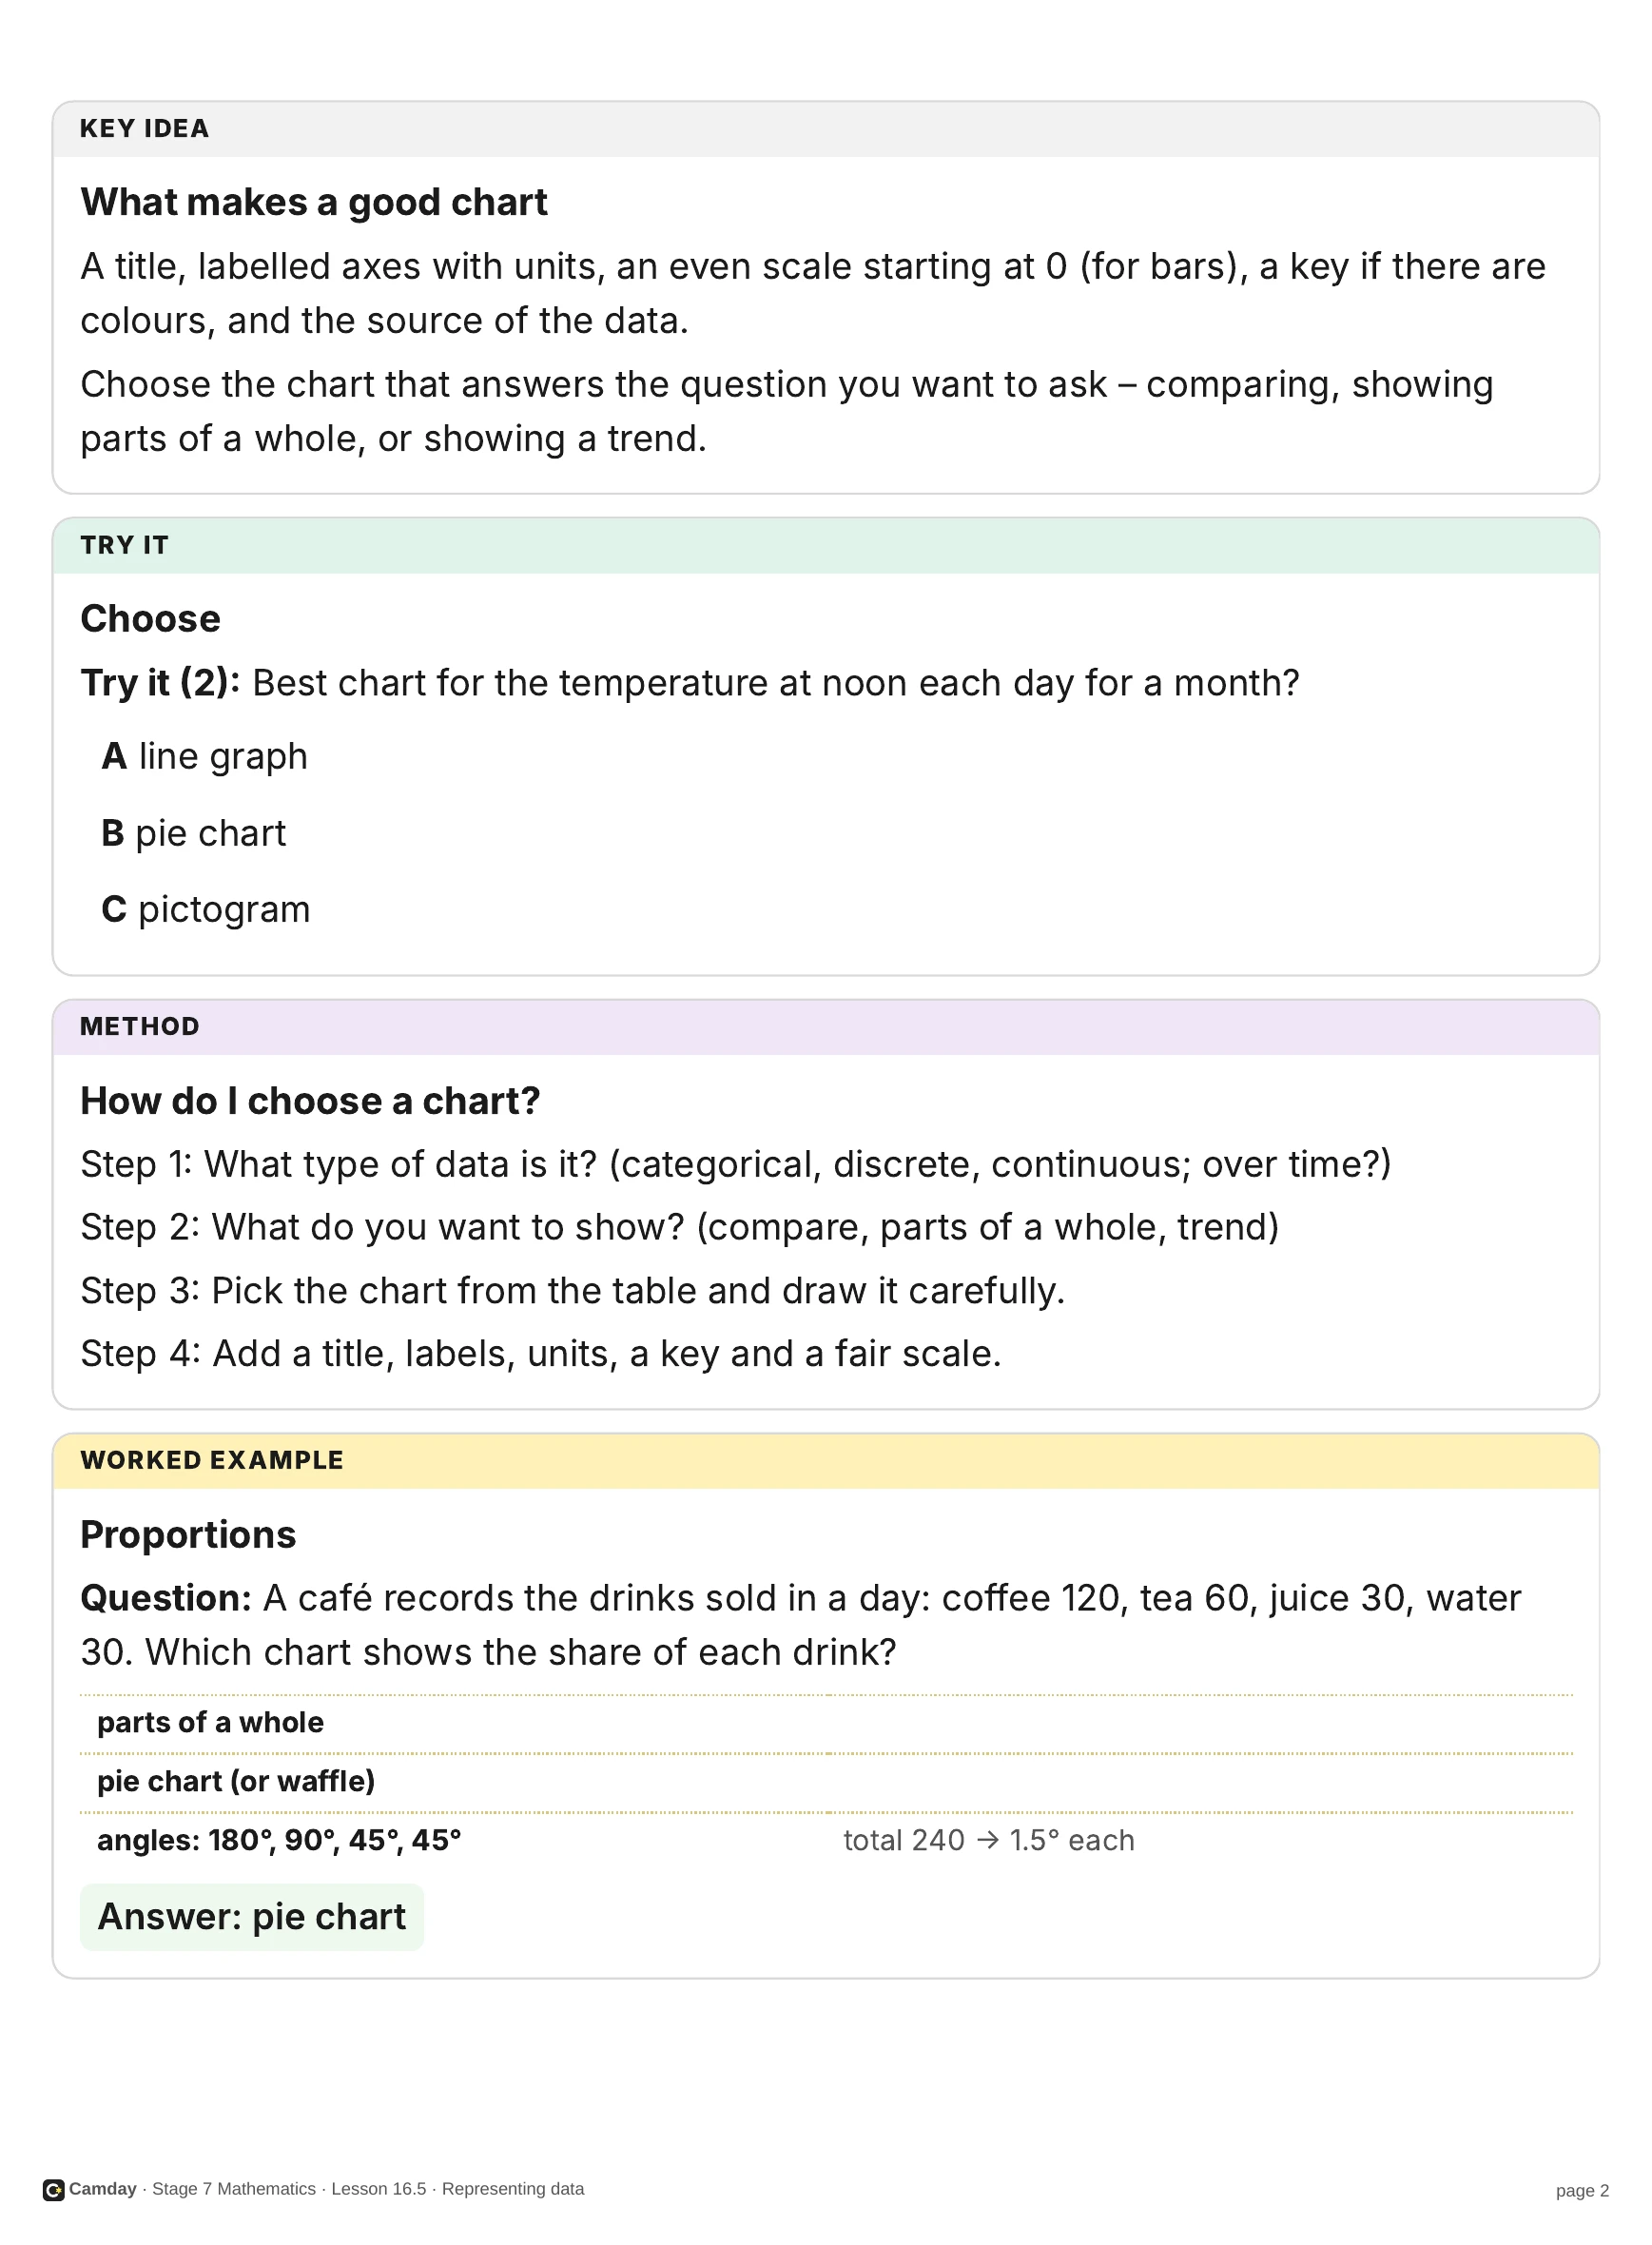 KEY IDEA
What makes a good chart
A title, labelled axes with units, an even scale starting at 0 (for bars), a key if there are
colours, and the source of the data.
Choose the chart that answers the question you want to ask – comparing, showing
parts of a whole, or showing a trend.
TRY IT
Choose
Try it (2): Best chart for the temperature at noon each day for a month?
A line graph
B pie chart
C pictogram
METHOD
How do I choose a chart?
Step 1: What type of data is it? (categorical, discrete, continuous; over time?)
Step 2: What do you want to show? (compare, parts of a whole, trend)
Step 3: Pick the chart from the table and draw it carefully.
Step 4: Add a title, labels, units, a key and a fair scale.
WORKED EXAMPLE
Proportions
Question: A café records the drinks sold in a day: coffee 120, tea 60, juice 30, water
30. Which chart shows the share of each drink?
parts of a whole
pie chart (or waffle)
angles: 180°, 90°, 45°, 45° total 240 → 1.5° each
Answer: pie chart
Camday · Stage 7 Mathematics · Lesson 16.5 · Representing data page 2